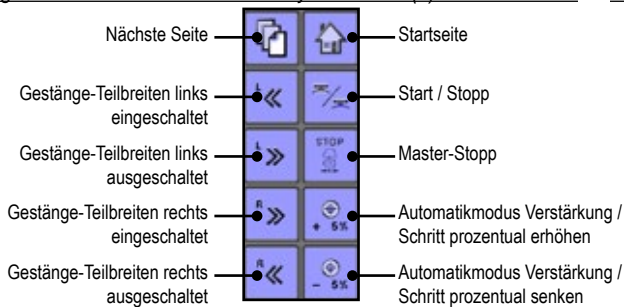 Nächste Seite
Startseite
Gestänge-Teilbreiten links
eingeschaltet
L
Start / Stopp
Gestänge-Teilbreiten links
ausgeschaltet
L
STOP
Master-Stopp
Gestänge-Teilbreiten rechts
eingeschaltet
R
+ 5%
Automatikmodus Verstärkung /
Schritt prozentual erhöhen
Gestänge-Teilbreiten rechts
ausgeschaltet
R
- 5%
Automatikmodus Verstärkung /
Schritt prozentual senken